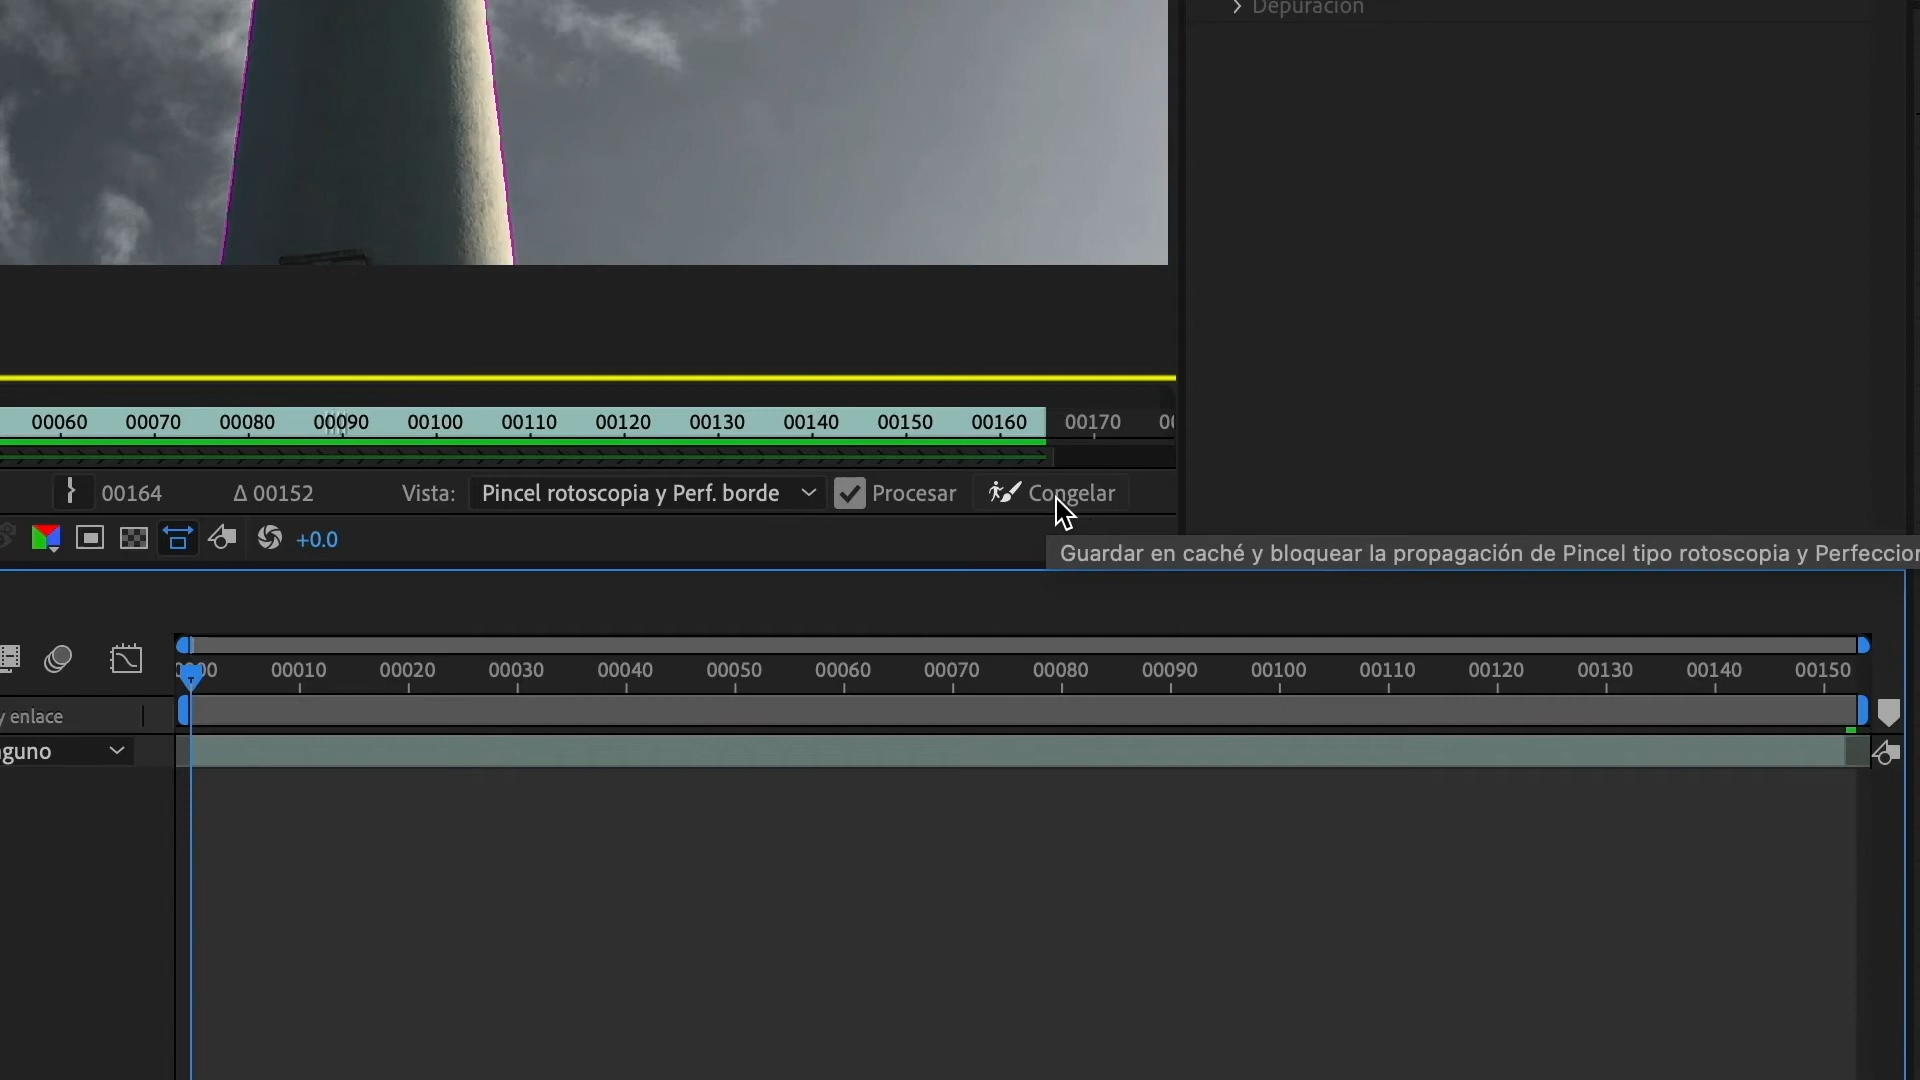 Depuración
00060 00070 00080 00090 00100 00110 00120 00130 00140 00150 00160 00170
00164 Δ 00152 Vista: Pincel rotoscopia y Perf. borde Procesar Congelar
+0.0
Guardar en caché y bloquear la propagación de Pincel tipo rotoscopia y Perfeccion
00010 00020 00030 00040 00050 00060 00070 00080 00090 00100 00110 00120 00130 00140 00150
y enlace
guno